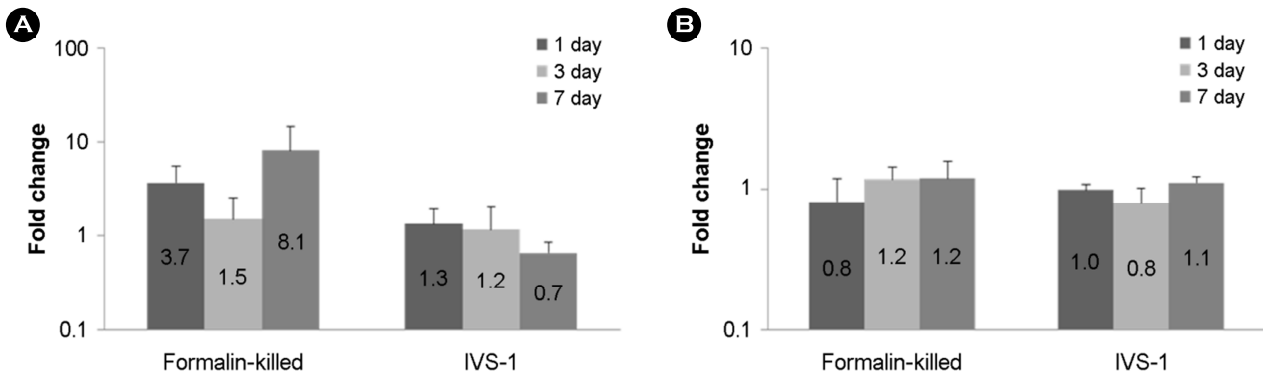 A
Fold change
100
10
1
0.1
1 day
3 day
7 day
3.7
1.5
8.1
1.3
1.2
0.7
Formalin-killed
IVS-1
B
Fold change
10
1
0.1
1 day
3 day
7 day
0.8
1.2
1.2
1.0
0.8
1.1
Formalin-killed
IVS-1